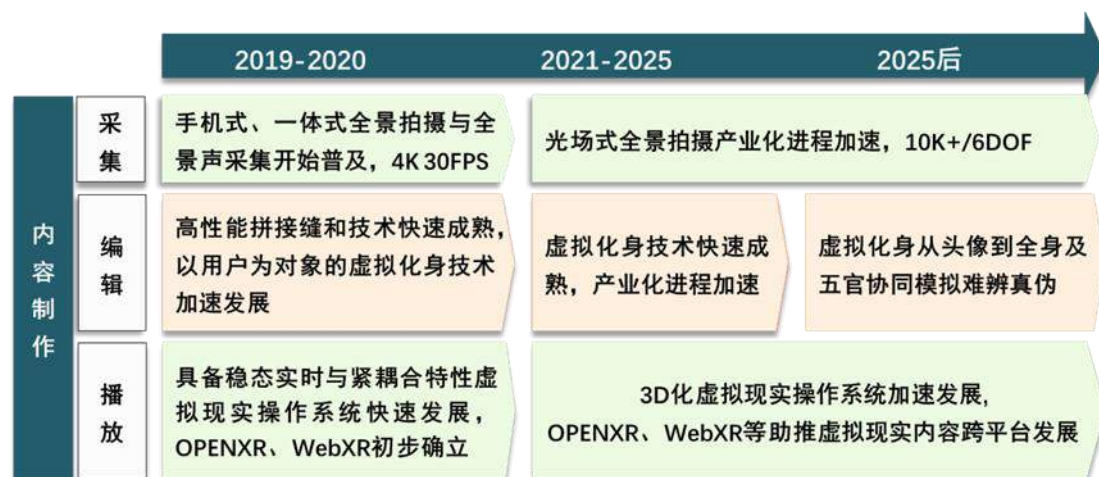 2019-2020
2021-2025
2025后
内容制作
采集
手机式、一体式全景拍摄与全
景声采集开始普及，4K 30FPS
光场式全景拍摄产业化进程加速，10K+/6DOF
编辑
高性能拼接缝和技术快速成熟，
以用户为对象的虚拟化身技术
加速发展
虚拟化身技术快速成
熟，产业化进程加速
虚拟化身从头像到全身及
五官协同模拟难辨真伪
播放
具备稳态实时与紧耦合特性虚
拟现实操作系统快速发展，
OPENXR、WebXR初步确立
3D化虚拟现实操作系统加速发展,
OPENXR、WebXR等助推虚拟现实内容跨平台发展